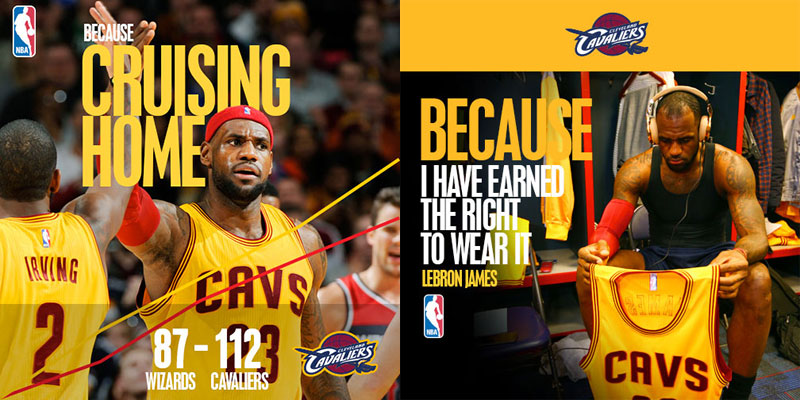 NBA
BECAUSE
CRUISING
HOME
IRVING
2
CAVS
87 - 112
WIZARDS CAVALIERS
CLEVELAND
CAVALIERS
CLEVELAND
CAVALIERS
BECAUSE
I HAVE EARNED
THE RIGHT
TO WEAR IT
LEBRON JAMES
NBA
CAVS